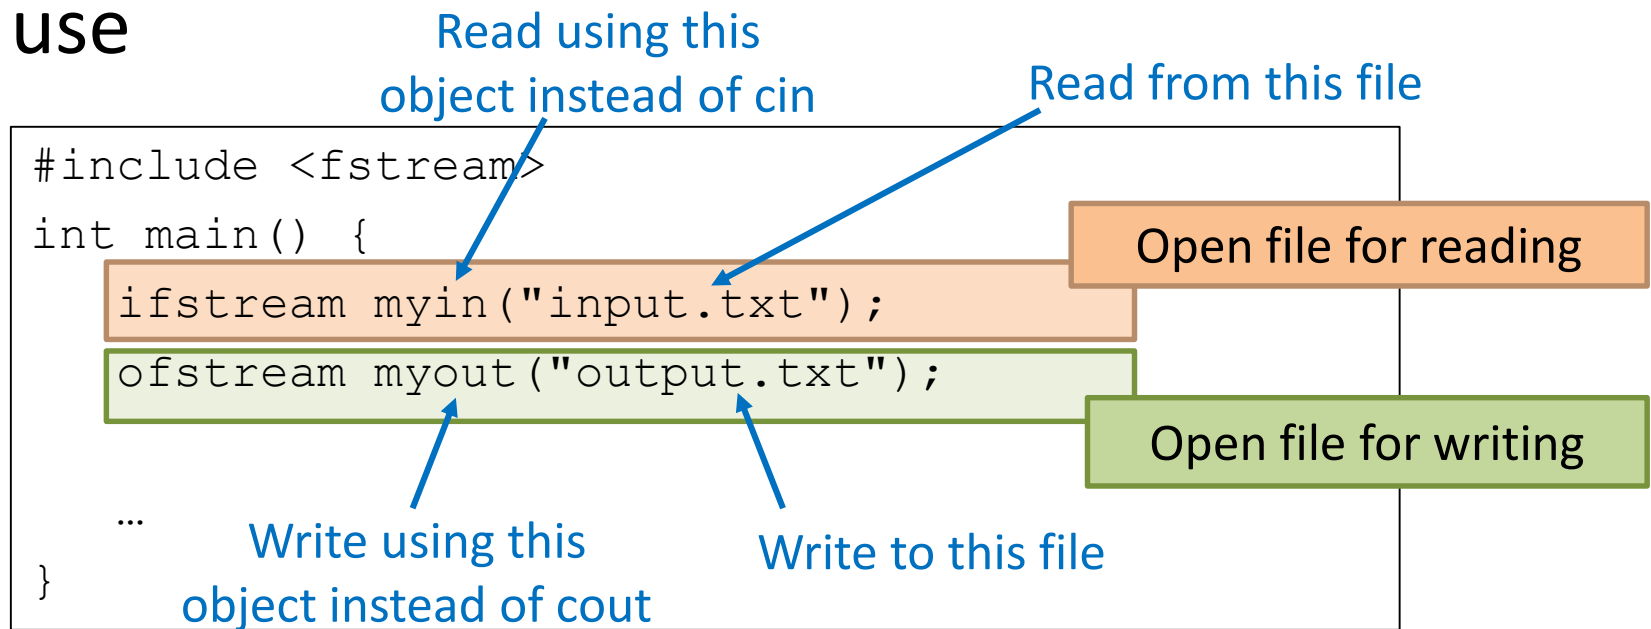 use
Read using this
object instead of cin
Read from this file
#include <fstream>
int main() {
Open file for reading
ifstream myin("input.txt");
ofstream myout("output.txt");
Open file for writing
…
Write using this
object instead of cout
Write to this file
}